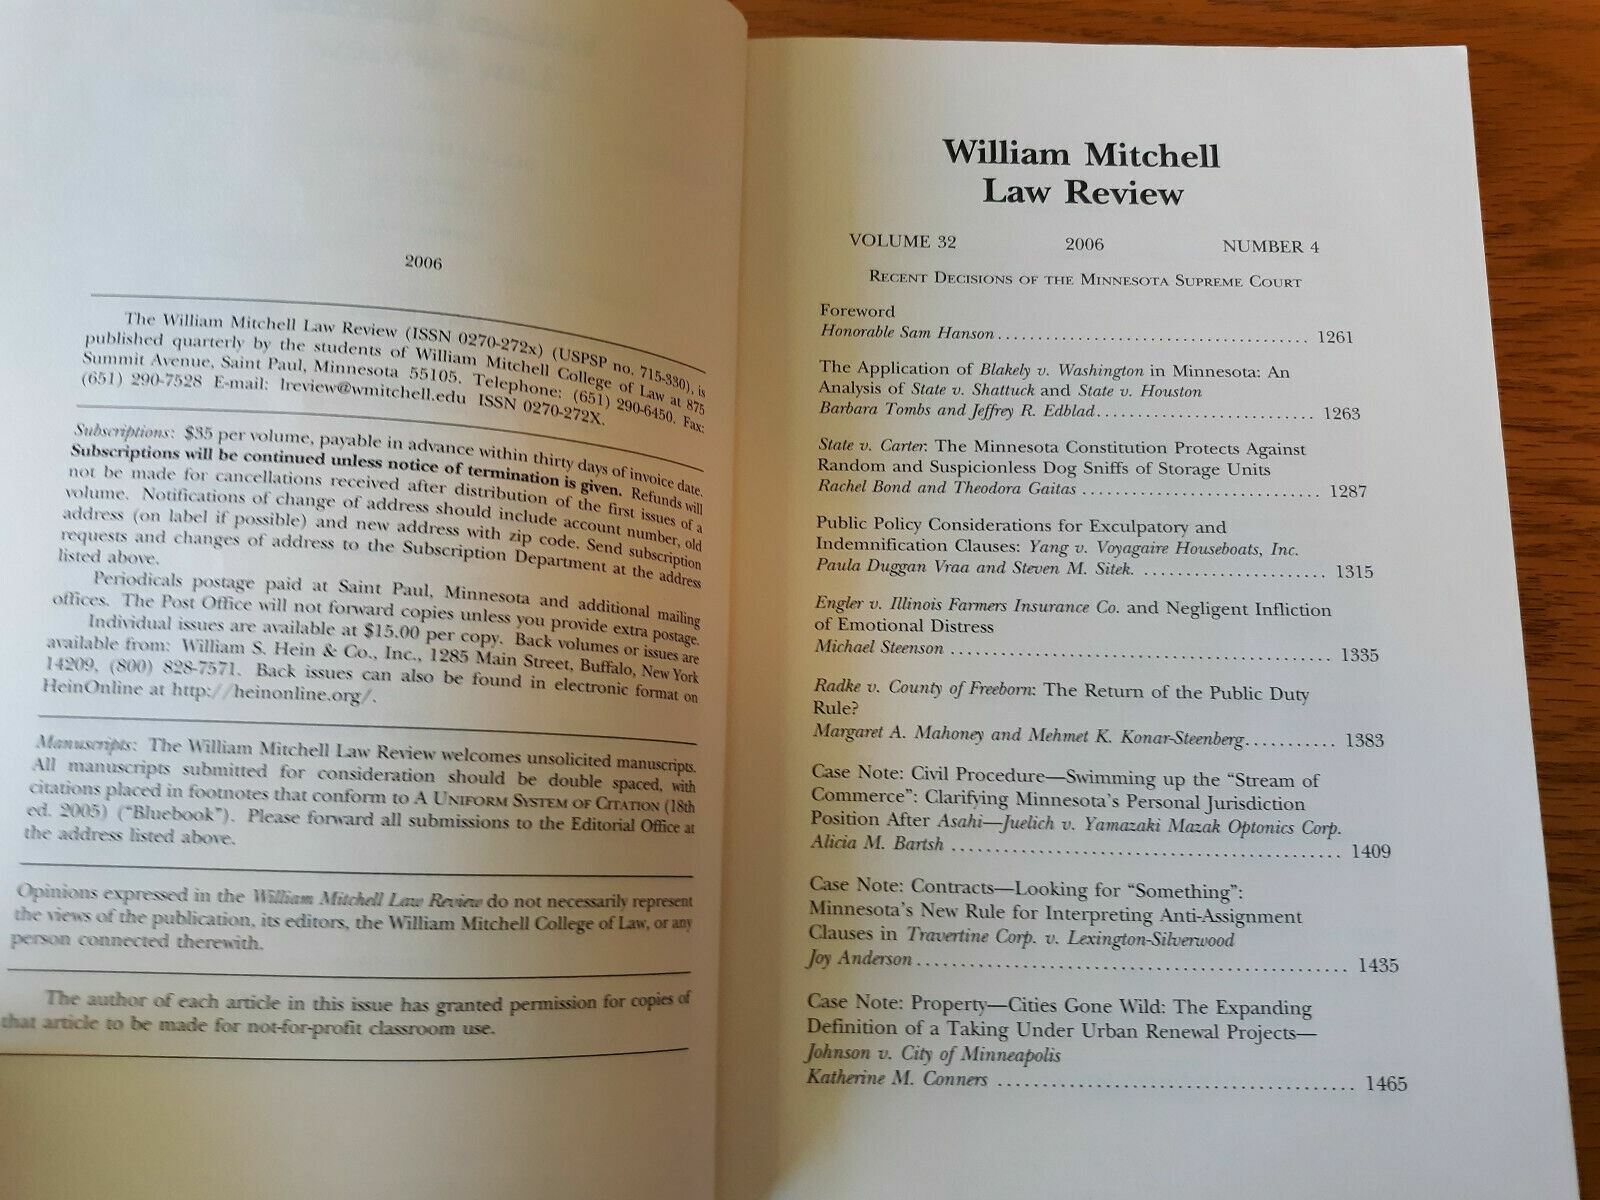 2006
The William Mitchell Law Review (ISSN 0270-272x) (USPSP no. 715-330), is
published quarterly by the students of William Mitchell College of Law at 875
Summit Avenue, Saint Paul, Minnesota 55105. Telephone: (651) 290-6450. Fax:
(651) 290-7528 E-mail: lreview@wmitchell.edu ISSN 0270-272X.
Subscriptions: $35 per volume, payable in advance within thirty days of invoice date.
Subscriptions will be continued unless notice of termination is given. Refunds will
not be made for cancellations received after distribution of the first issues of a
volume. Notifications of change of address should include account number, old
address (on label if possible) and new address with zip code. Send subscription
requests and changes of address to the Subscription Department at the address
listed above.
Periodicals postage paid at Saint Paul, Minnesota and additional mailing
offices. The Post Office will not forward copies unless you provide extra postage.
Individual issues are available at $15.00 per copy. Back volumes or issues are
available from: William S. Hein & Co., Inc., 1285 Main Street, Buffalo, New York
14209, (800) 828-7571. Back issues can also be found in electronic format on
HeinOnline at http://heinonline.org/.
Manuscripts: The William Mitchell Law Review welcomes unsolicited manuscripts.
All manuscripts submitted for consideration should be double spaced, with
citations placed in footnotes that conform to A UNIFORM SYSTEM OF CITATION (18th
ed. 2005) ("Bluebook"). Please forward all submissions to the Editorial Office at
the address listed above.
Opinions expressed in the William Mitchell Law Review do not necessarily represent
the views of the publication, its editors, the William Mitchell College of Law, or any
person connected therewith.
The author of each article in this issue has granted permission for copies of
that article to be made for not-for-profit classroom use.
William Mitchell
Law Review
VOLUME 32 2006 NUMBER 4
RECENT DECISIONS OF THE MINNESOTA SUPREME COURT
Foreword
Honorable Sam Hanson ..................................... 1261
The Application of Blakely v. Washington in Minnesota: An
Analysis of State v. Shattuck and State v. Houston
Barbara Tombs and Jeffrey R. Edblad.......................... 1263
State v. Carter: The Minnesota Constitution Protects Against
Random and Suspicionless Dog Sniffs of Storage Units
Rachel Bond and Theodora Gaitas ............................. 1287
Public Policy Considerations for Exculpatory and
Indemnification Clauses: Yang v. Voyagaire Houseboats, Inc.
Paula Duggan Vraa and Steven M. Sitek. ...................... 1315
Engler v. Illinois Farmers Insurance Co. and Negligent Infliction
of Emotional Distress
Michael Steenson ............................................. 1335
Radke v. County of Freeborn: The Return of the Public Duty
Rule?
Margaret A. Mahoney and Mehmet K. Konar-Steenberg........... 1383
Case Note: Civil Procedure—Swimming up the "Stream of
Commerce": Clarifying Minnesota's Personal Jurisdiction
Position After Asahi—Juelich v. Yamazaki Mazak Optonics Corp.
Alicia M. Bartsh ............................................. 1409
Case Note: Contracts—Looking for "Something":
Minnesota's New Rule for Interpreting Anti-Assignment
Clauses in Travertine Corp. v. Lexington-Silverwood
Joy Anderson................................................. 1435
Case Note: Property—Cities Gone Wild: The Expanding
Definition of a Taking Under Urban Renewal Projects—
Johnson v. City of Minneapolis
Katherine M. Conners ........................................ 1465